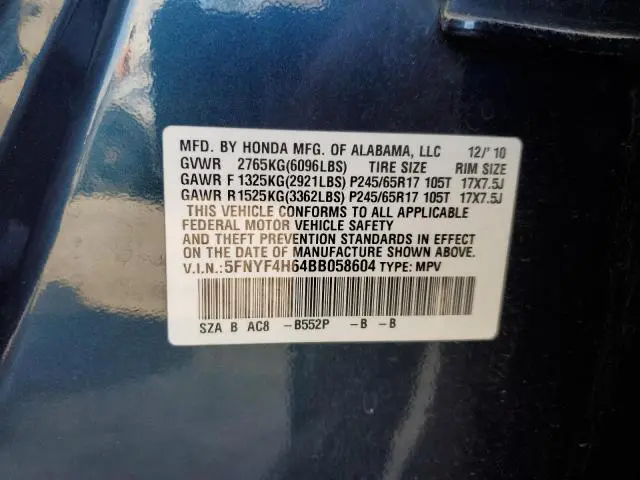 MFD. BY HONDA MFG. OF ALABAMA, LLC 12/'10
GVWR 2765KG(6096LBS) TIRE SIZE RIM SIZE
GAWR F 1325KG(2921LBS) P245/65R17 105T 17X7.5J
GAWR R 1525KG(3362LBS) P245/65R17 105T 17X7.5J
THIS VEHICLE CONFORMS TO ALL APPLICABLE
FEDERAL MOTOR VEHICLE SAFETY
AND THEFT PREVENTION STANDARDS IN EFFECT
ON THE DATE OF MANUFACTURE SHOWN ABOVE.
V.I.N.: 5FNYF4H64BB058604 TYPE: MPV
SZA B AC8 -B552P -B -B